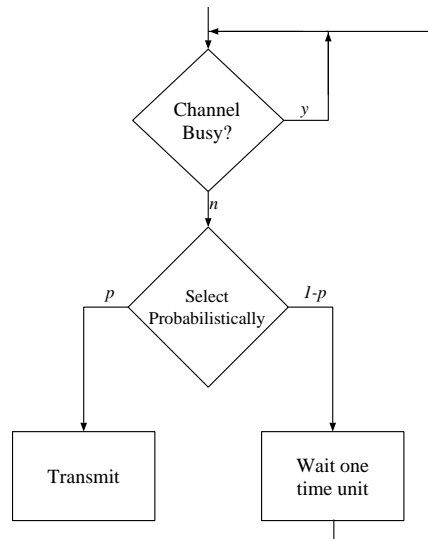 Channel
Busy?
y
n
p
Select
Probabilistically
1-p
Transmit
Wait one
time unit